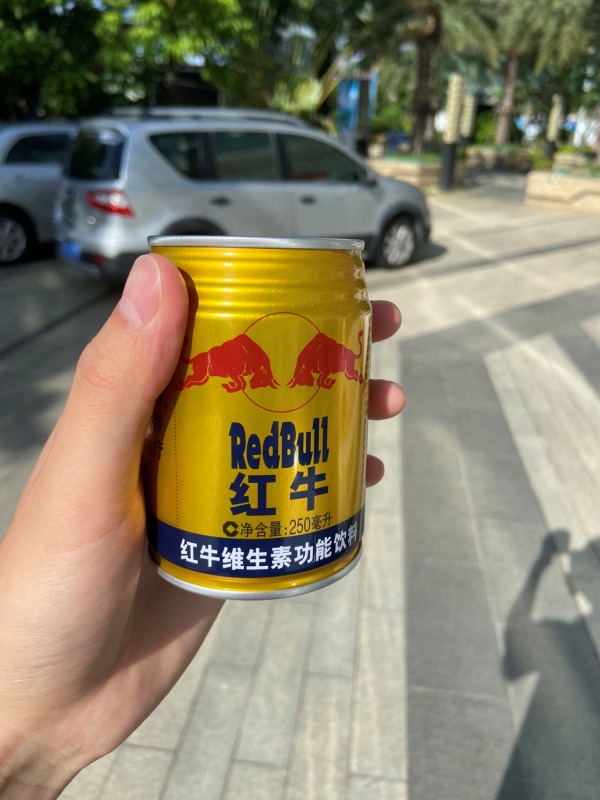 RedBull
红牛
净含量:250毫升
红牛维生素功能饮料